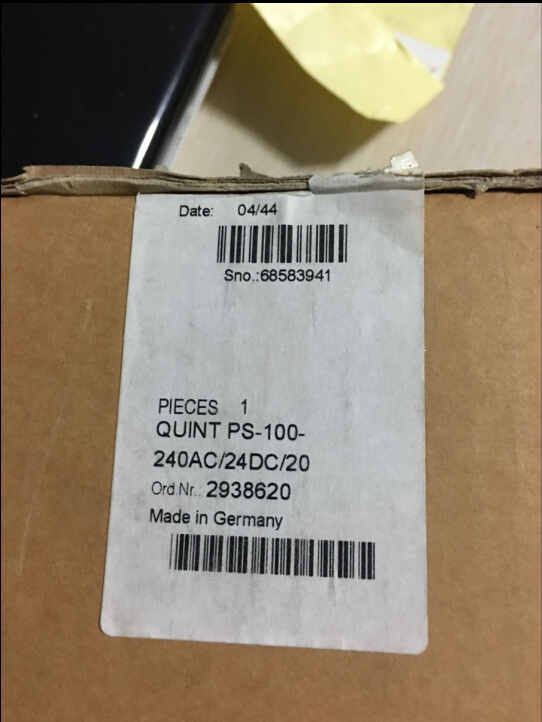 Date: 04/44
Sno.:68583941
PIECES 1
QUINT PS-100-
240AC/24DC/20
Ord.Nr.: 2938620
Made in Germany